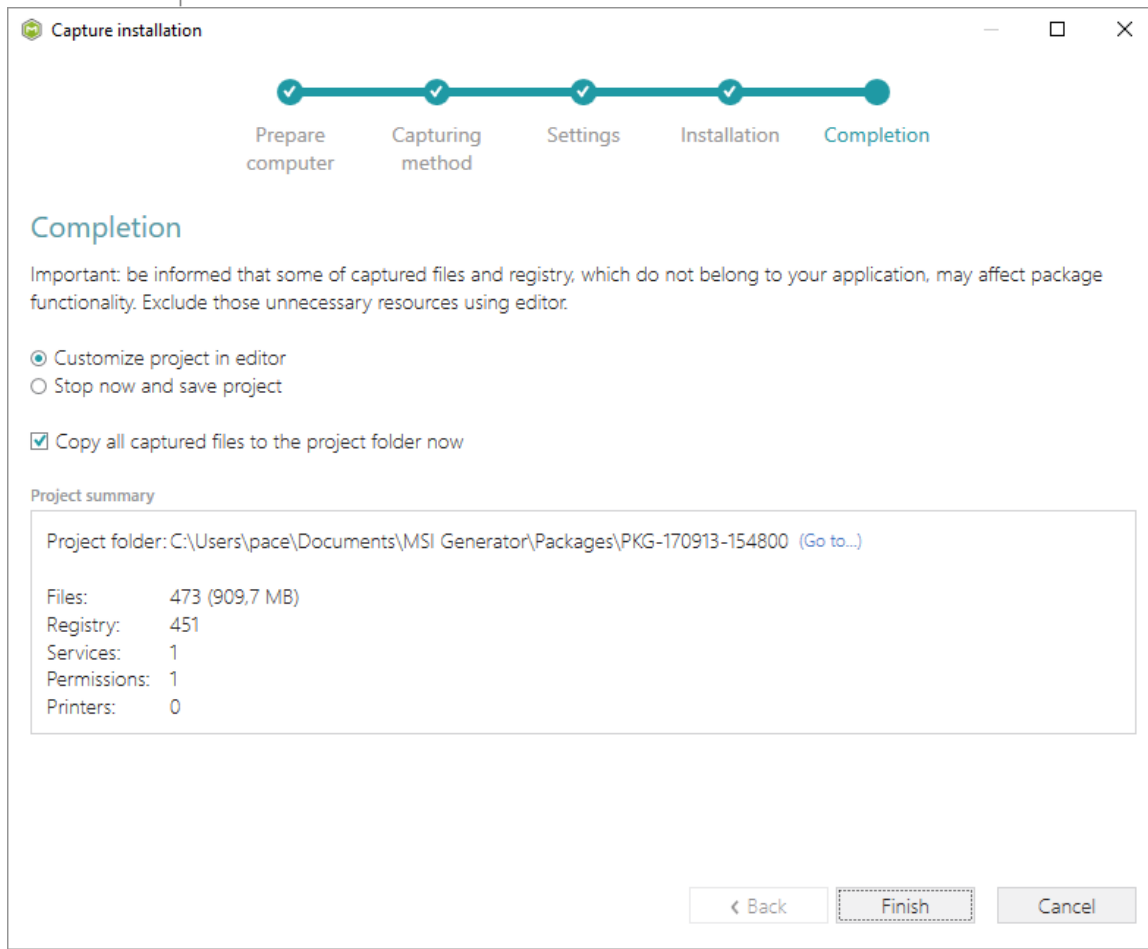 Capture installation
Prepare computer
Capturing method
Settings
Installation
Completion
Completion
Important: be informed that some of captured files and registry, which do not belong to your application, may affect package
functionality. Exclude those unnecessary resources using editor.
Customize project in editor
Stop now and save project
Copy all captured files to the project folder now
Project summary
Project folder: C:\Users\pace\Documents\MSI Generator\Packages\PKG-170913-154800 (Go to...)
Files: 473 (909,7 MB)
Registry: 451
Services: 1
Permissions: 1
Printers: 0
< Back
Finish
Cancel